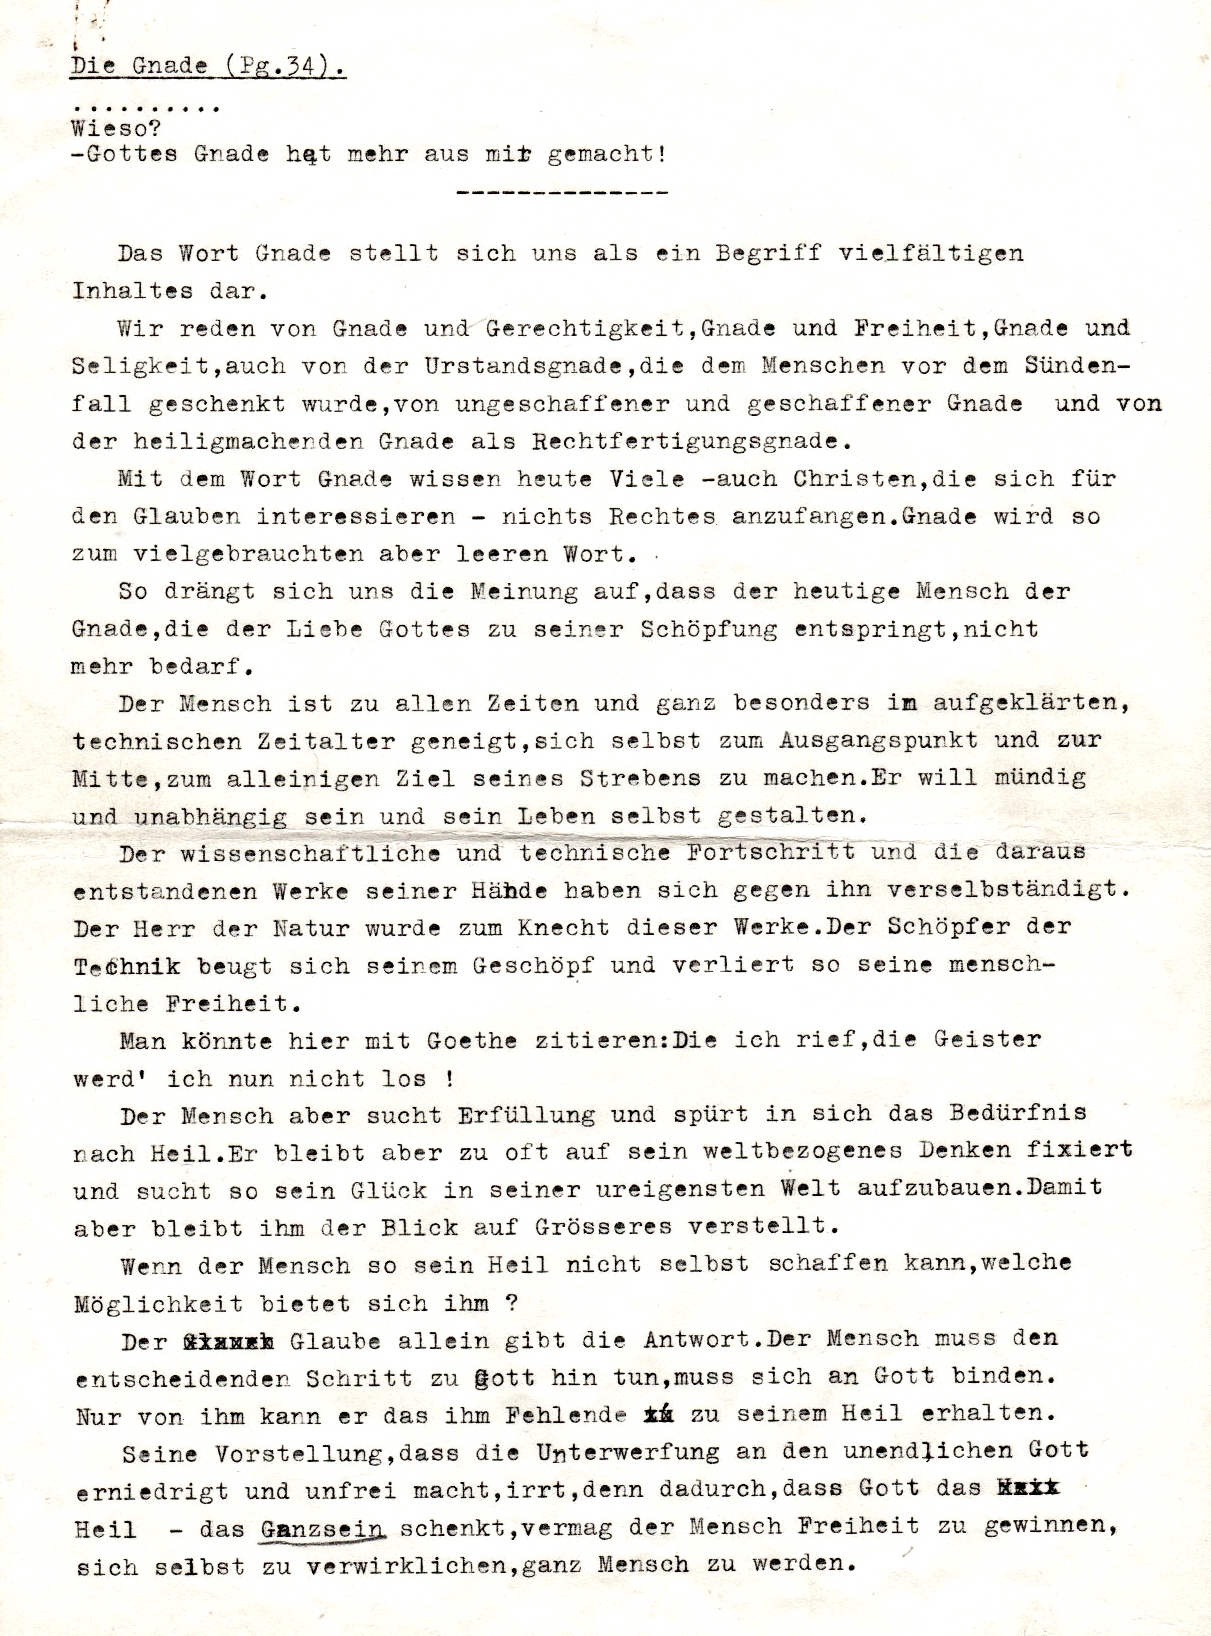 Die Gnade (Pg.34).
..........
Wieso?
-Gottes Gnade hat mehr aus mir gemacht!
--------------
Das Wort Gnade stellt sich uns als ein Begriff vielfältigen
Inhaltes dar.
Wir reden von Gnade und Gerechtigkeit,Gnade und Freiheit,Gnade und
Seligkeit,auch von der Urstandsgnade,die dem Menschen vor dem Sünden-
fall geschenkt wurde,von ungeschaffener und geschaffener Gnade  und von
der heiligmachenden Gnade als Rechtfertigungsgnade.
Mit dem Wort Gnade wissen heute Viele -auch Christen,die sich für
den Glauben interessieren - nichts Rechtes anzufangen.Gnade wird so
zum vielgebrauchten aber leeren Wort.
So drängt sich uns die Meinung auf,dass der heutige Mensch der
Gnade,die der Liebe Gottes zu seiner Schöpfung entspringt,nicht
mehr bedarf.
Der Mensch ist zu allen Zeiten und ganz besonders im aufgeklärten,
technischen Zeitalter geneigt,sich selbst zum Ausgangspunkt und zur
Mitte,zum alleinigen Ziel seines Strebens zu machen.Er will mündig
und unabhängig sein und sein Leben selbst gestalten.
Der wissenschaftliche und technische Fortschritt und die daraus
entstandenen Werke seiner Hände haben sich gegen ihn verselbständigt.
Der Herr der Natur wurde zum Knecht dieser Werke.Der Schöpfer der
Technik beugt sich seinem Geschöpf und verliert so seine mensch-
liche Freiheit.
Man könnte hier mit Goethe zitieren:Die ich rief,die Geister
werd' ich nun nicht los !
Der Mensch aber sucht Erfüllung und spürt in sich das Bedürfnis
nach Heil.Er bleibt aber zu oft auf sein weltbezogenes Denken fixiert
und sucht so sein Glück in seiner ureigensten Welt aufzubauen.Damit
aber bleibt ihm der Blick auf Grösseres verstellt.
Wenn der Mensch so sein Heil nicht selbst schaffen kann,welche
Möglichkeit bietet sich ihm ?
Der Glaube allein gibt die Antwort.Der Mensch muss den
entscheidenden Schritt zu Gott hin tun,muss sich an Gott binden.
Nur von ihm kann er das ihm Fehlende zu seinem Heil erhalten.
Seine Vorstellung,dass die Unterwerfung an den unendlichen Gott
erniedrigt und unfrei macht,irrt,denn dadurch,dass Gott das
Heil  - das Ganzsein schenkt,vermag der Mensch Freiheit zu gewinnen,
sich selbst zu verwirklichen,ganz Mensch zu werden.